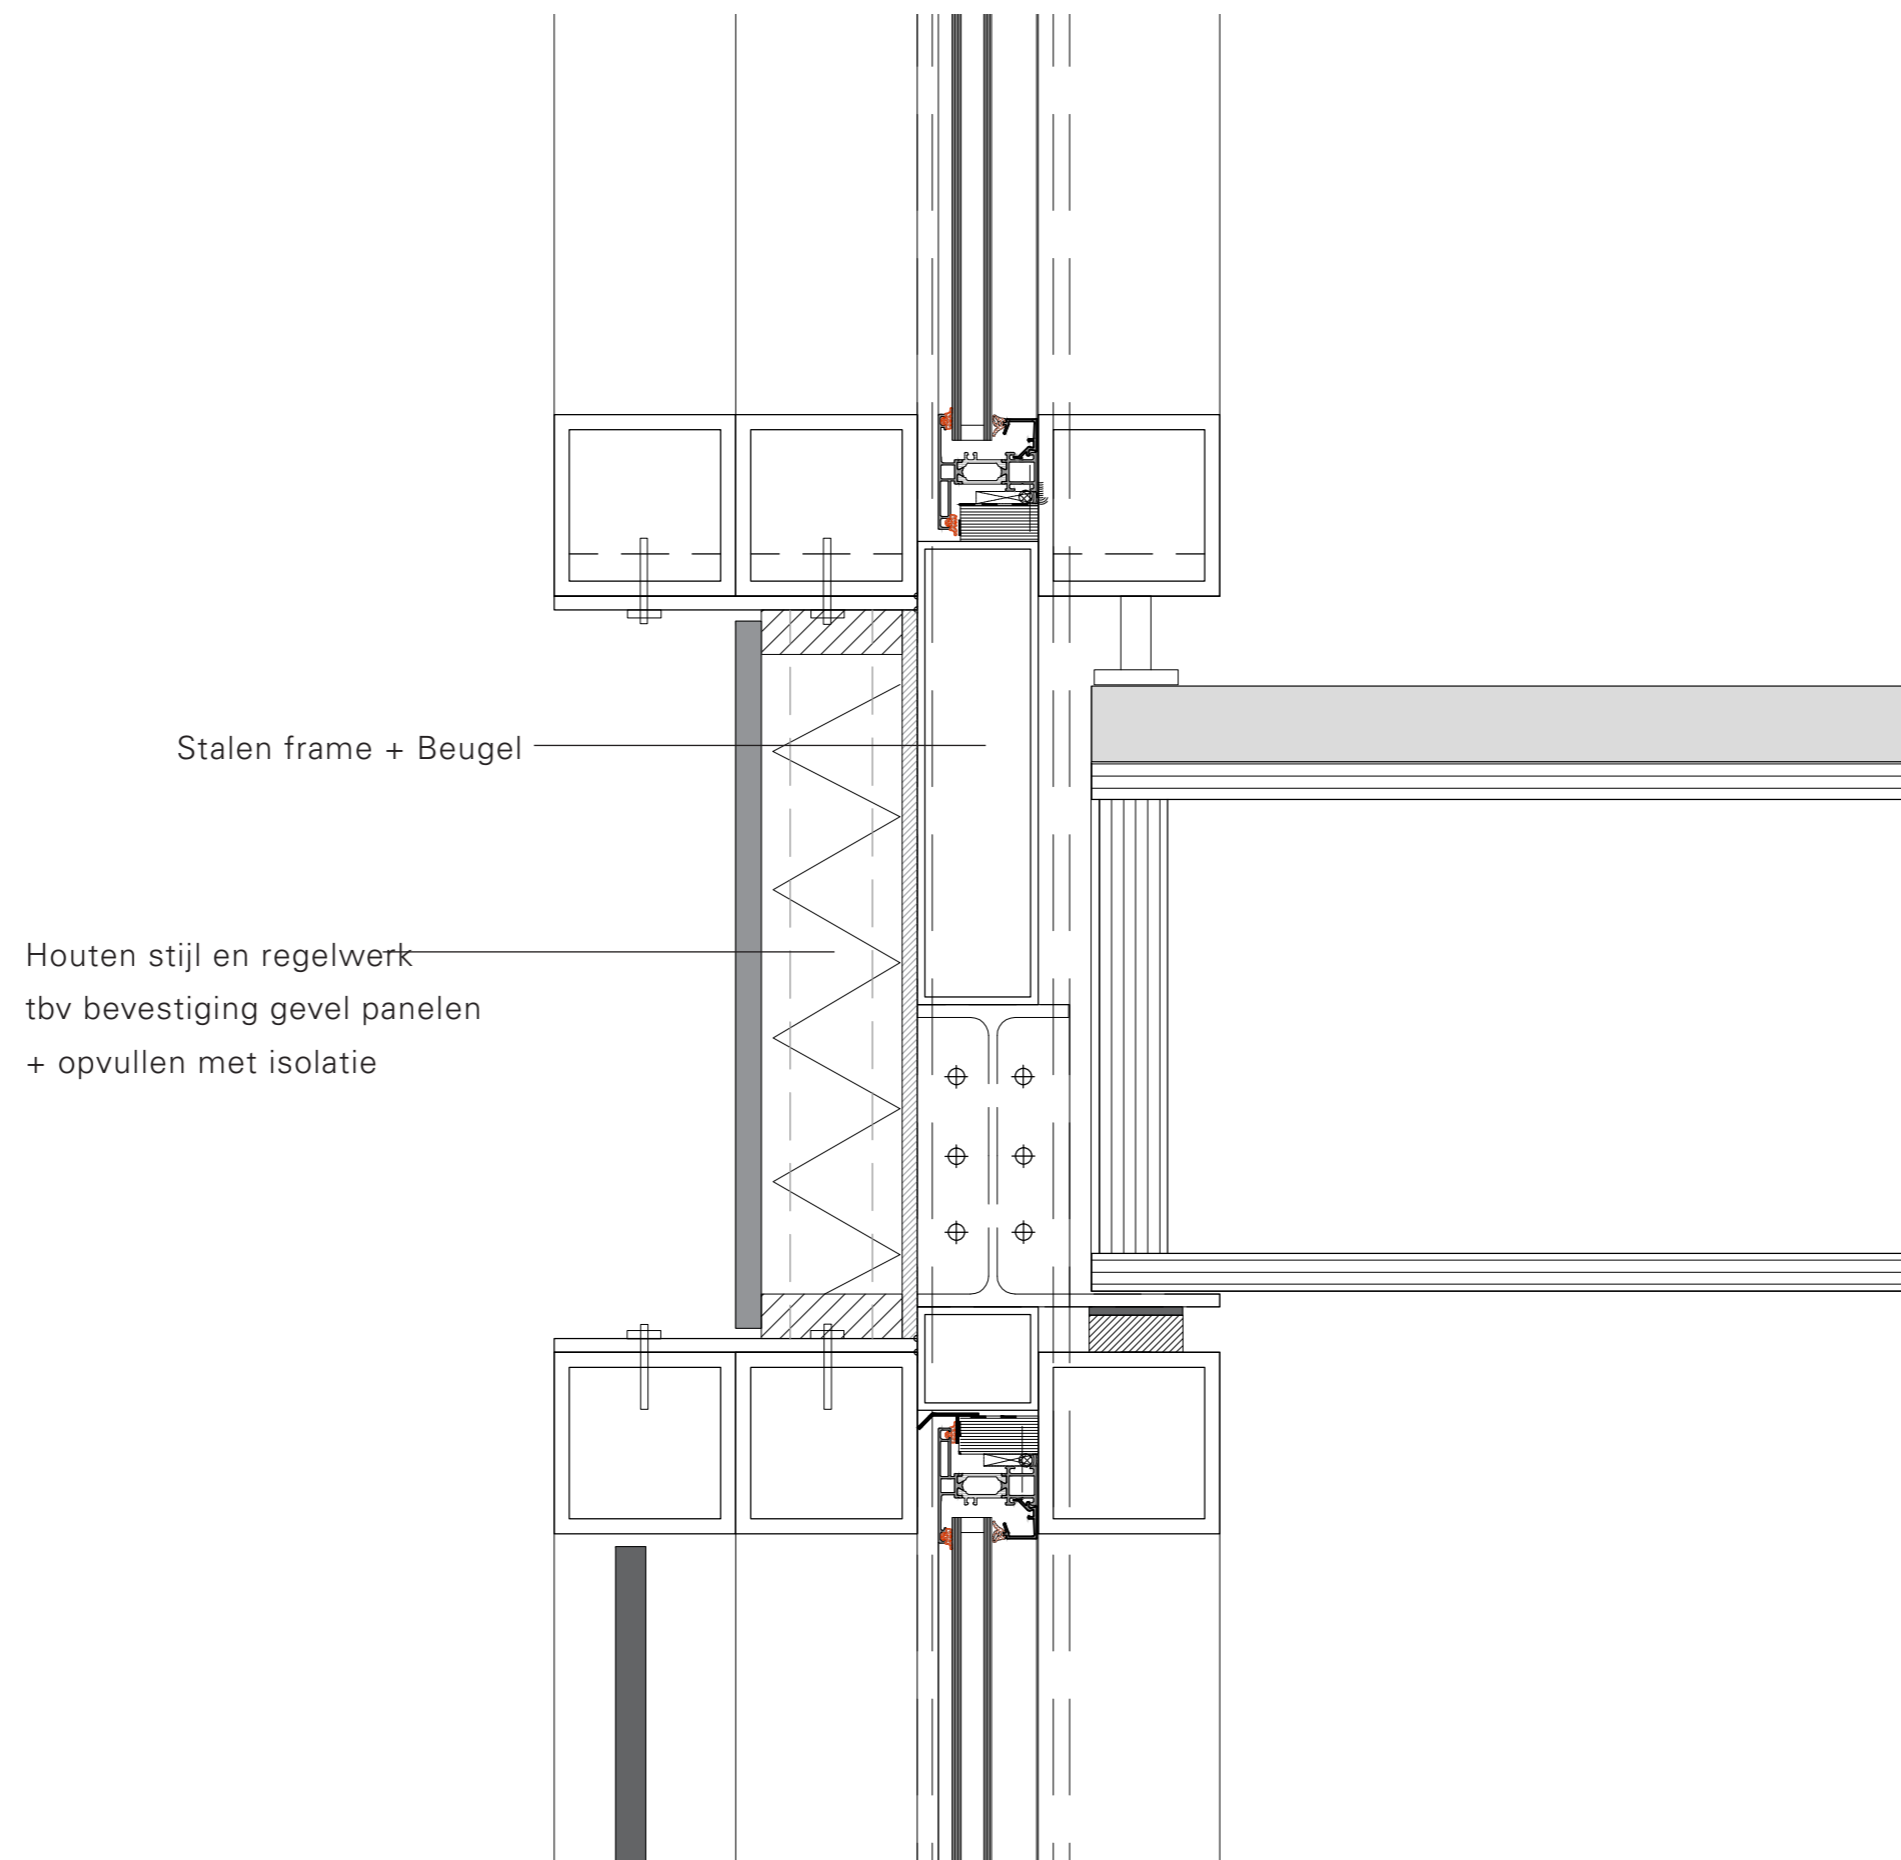 Stalen frame + Beugel
Houten stijl en regelwerk
tbv bevestiging gevel panelen
+ opvullen met isolatie